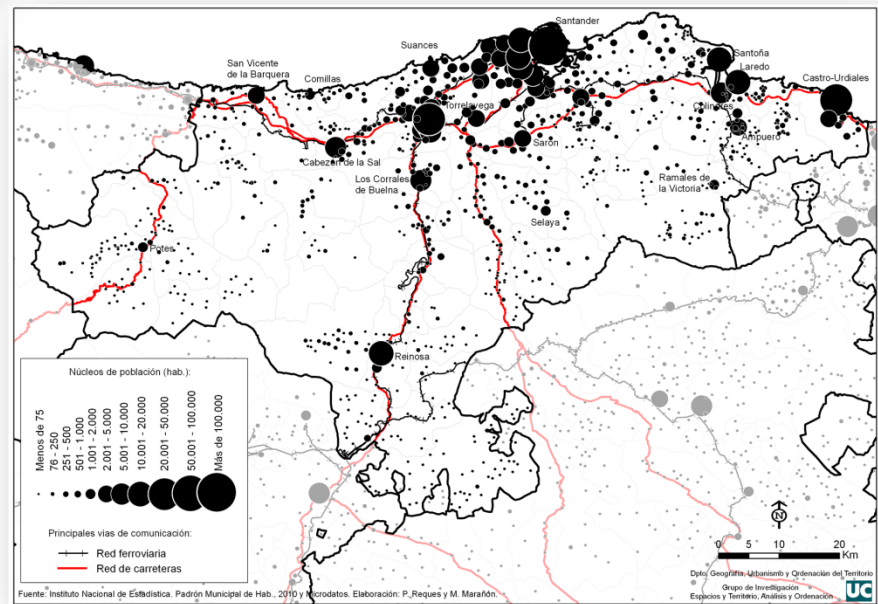 Santander
Suances
San Vicente
de la Barquera
Comillas
Santoña
Laredo
Castro-Urdiales
Torrelavega
Colindres
Ampuero
Sarón
Cabezón de la Sal
Los Corrales
de Buelna
Ramales de
la Victoria
Selaya
Potes
Reinosa
Núcleos de población (hab.):
Menos de 75
76 - 250
251 - 500
501 - 1.000
1.001 - 2.000
2.001 - 5.000
5.001 - 10.000
10.001 - 20.000
20.001 - 50.000
50.001 - 100.000
Más de 100.000
Principales vias de comunicación:
Red ferroviaria
Red de carreteras
N
0 5 10 20
Km
Dpto. Geografía, Urbanismo y Ordenación del Territorio
Grupo de Investigación
Espacios y Territorio, Análisis y Ordenación
UC
Fuente: Instituto Nacional de Estadística. Padrón Municipal de Hab., 2010 y Microdatos. Elaboración: P. Reques y M. Marañón.